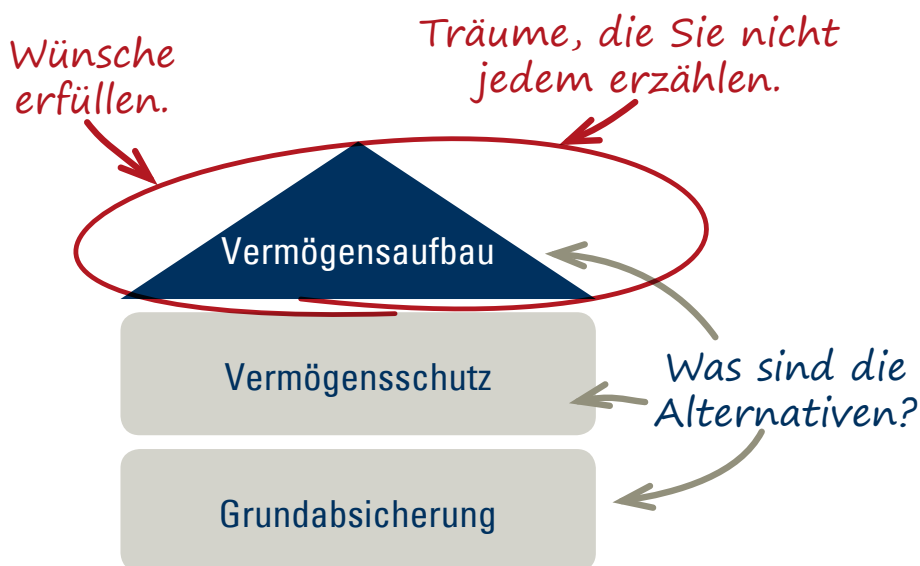 Wünsche
erfüllen.
Träume, die Sie nicht
jedem erzählen.
Vermögensaufbau
Vermögensschutz
Was sind die
Alternativen?
Grundabsicherung